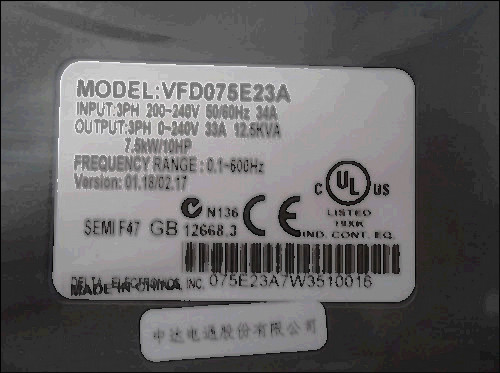 MODEL:VFD075E23A
INPUT:3PH 200-240V 50/60Hz 34A
OUTPUT:3PH 0-240V 33A 12.5KVA
7.5kW/10HP
FREQUENCY RANGE : 0.1~600Hz
Version: 01.18/02.17
SEMI F47 GB 12668.3
N136
CE
C UL US
LISTED
19XK
IND. CONT. EQ.
075E23A7W3510016
DELTA ELECTRONICS, INC.
MADE IN CHINA
中达电通股份有限公司